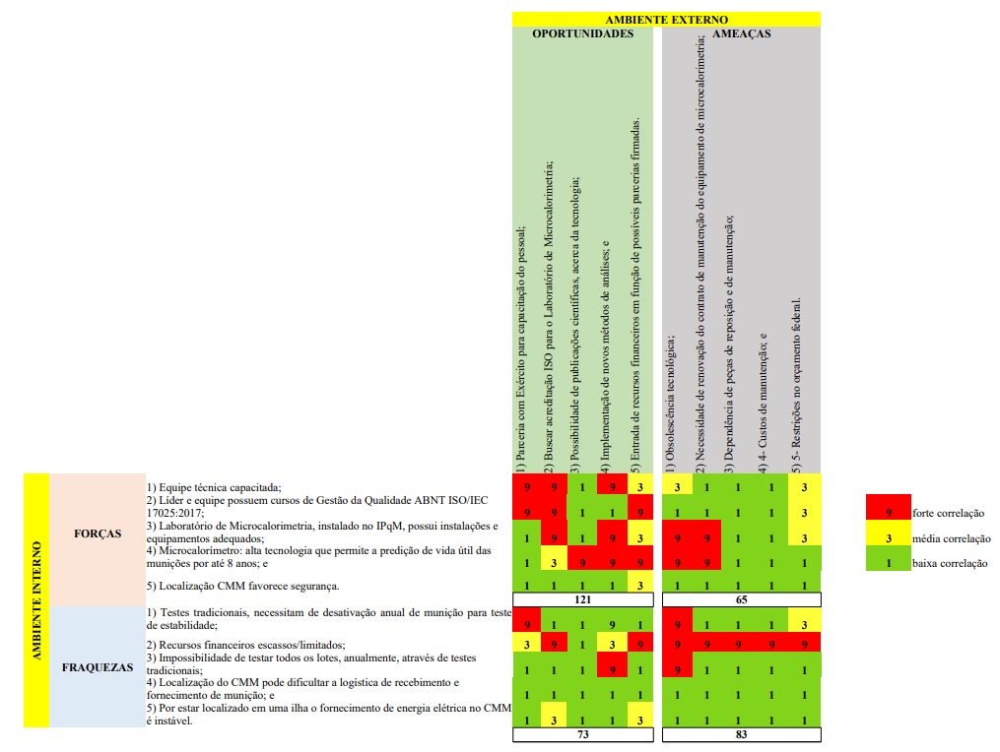 AMBIENTE EXTERNO
OPORTUNIDADES
AMEAÇAS
1) Parceria com Exército para capacitação do pessoal;
2) Buscar acreditação ISO para o Laboratório de Microcalorimetria;
3) Possibilidade de publicações científicas, acerca da tecnologia;
4) Implementação de novos métodos de análises; e
5) Entrada de recursos financeiros em função de possíveis parcerias firmadas.
1) Obsolescência tecnológica;
2) Necessidade de renovação do contrato de manutenção do equipamento de microcalorimetria;
3) Dependência de peças de reposição e de manutenção;
4) 4- Custos de manutenção; e
5) 5- Restrições no orçamento federal.
AMBIENTE INTERNO
FORÇAS
1) Equipe técnica capacitada;
9 9 1 9 3 3 1 1 1 3
2) Líder e equipe possuem cursos de Gestão da Qualidade ABNT ISO/IEC
17025:2017;
9 9 1 1 9 1 1 1 1 3
3) Laboratório de Microcalorimetria, instalado no IPqM, possui instalações e
equipamentos adequados;
1 9 1 9 3 9 9 1 1 3
4) Microcalorímetro: alta tecnologia que permite a predição de vida útil das
munições por até 8 anos; e
1 3 9 9 9 9 9 1 1 1
5) Localização CMM favorece segurança.
1 1 1 1 3 1 1 1 1 1
121 65
FRAQUEZAS
1) Testes tradicionais, necessitam de desativação anual de munição para teste
de estabilidade;
9 1 1 9 1 9 1 1 1 3
2) Recursos financeiros escassos/limitados;
3 9 1 3 9 9 9 9 9 9
3) Impossibilidade de testar todos os lotes, anualmente, através de testes
tradicionais;
1 1 1 9 1 9 1 1 1 1
4) Localização do CMM pode dificultar a logística de recebimento e
fornecimento de munição; e
1 1 1 1 1 1 1 1 1 1
5) Por estar localizado em uma ilha o fornecimento de energia elétrica no CMM
é instável.
1 3 1 1 3 1 1 1 1 1
73 83
9 forte correlação
3 média correlação
1 baixa correlação